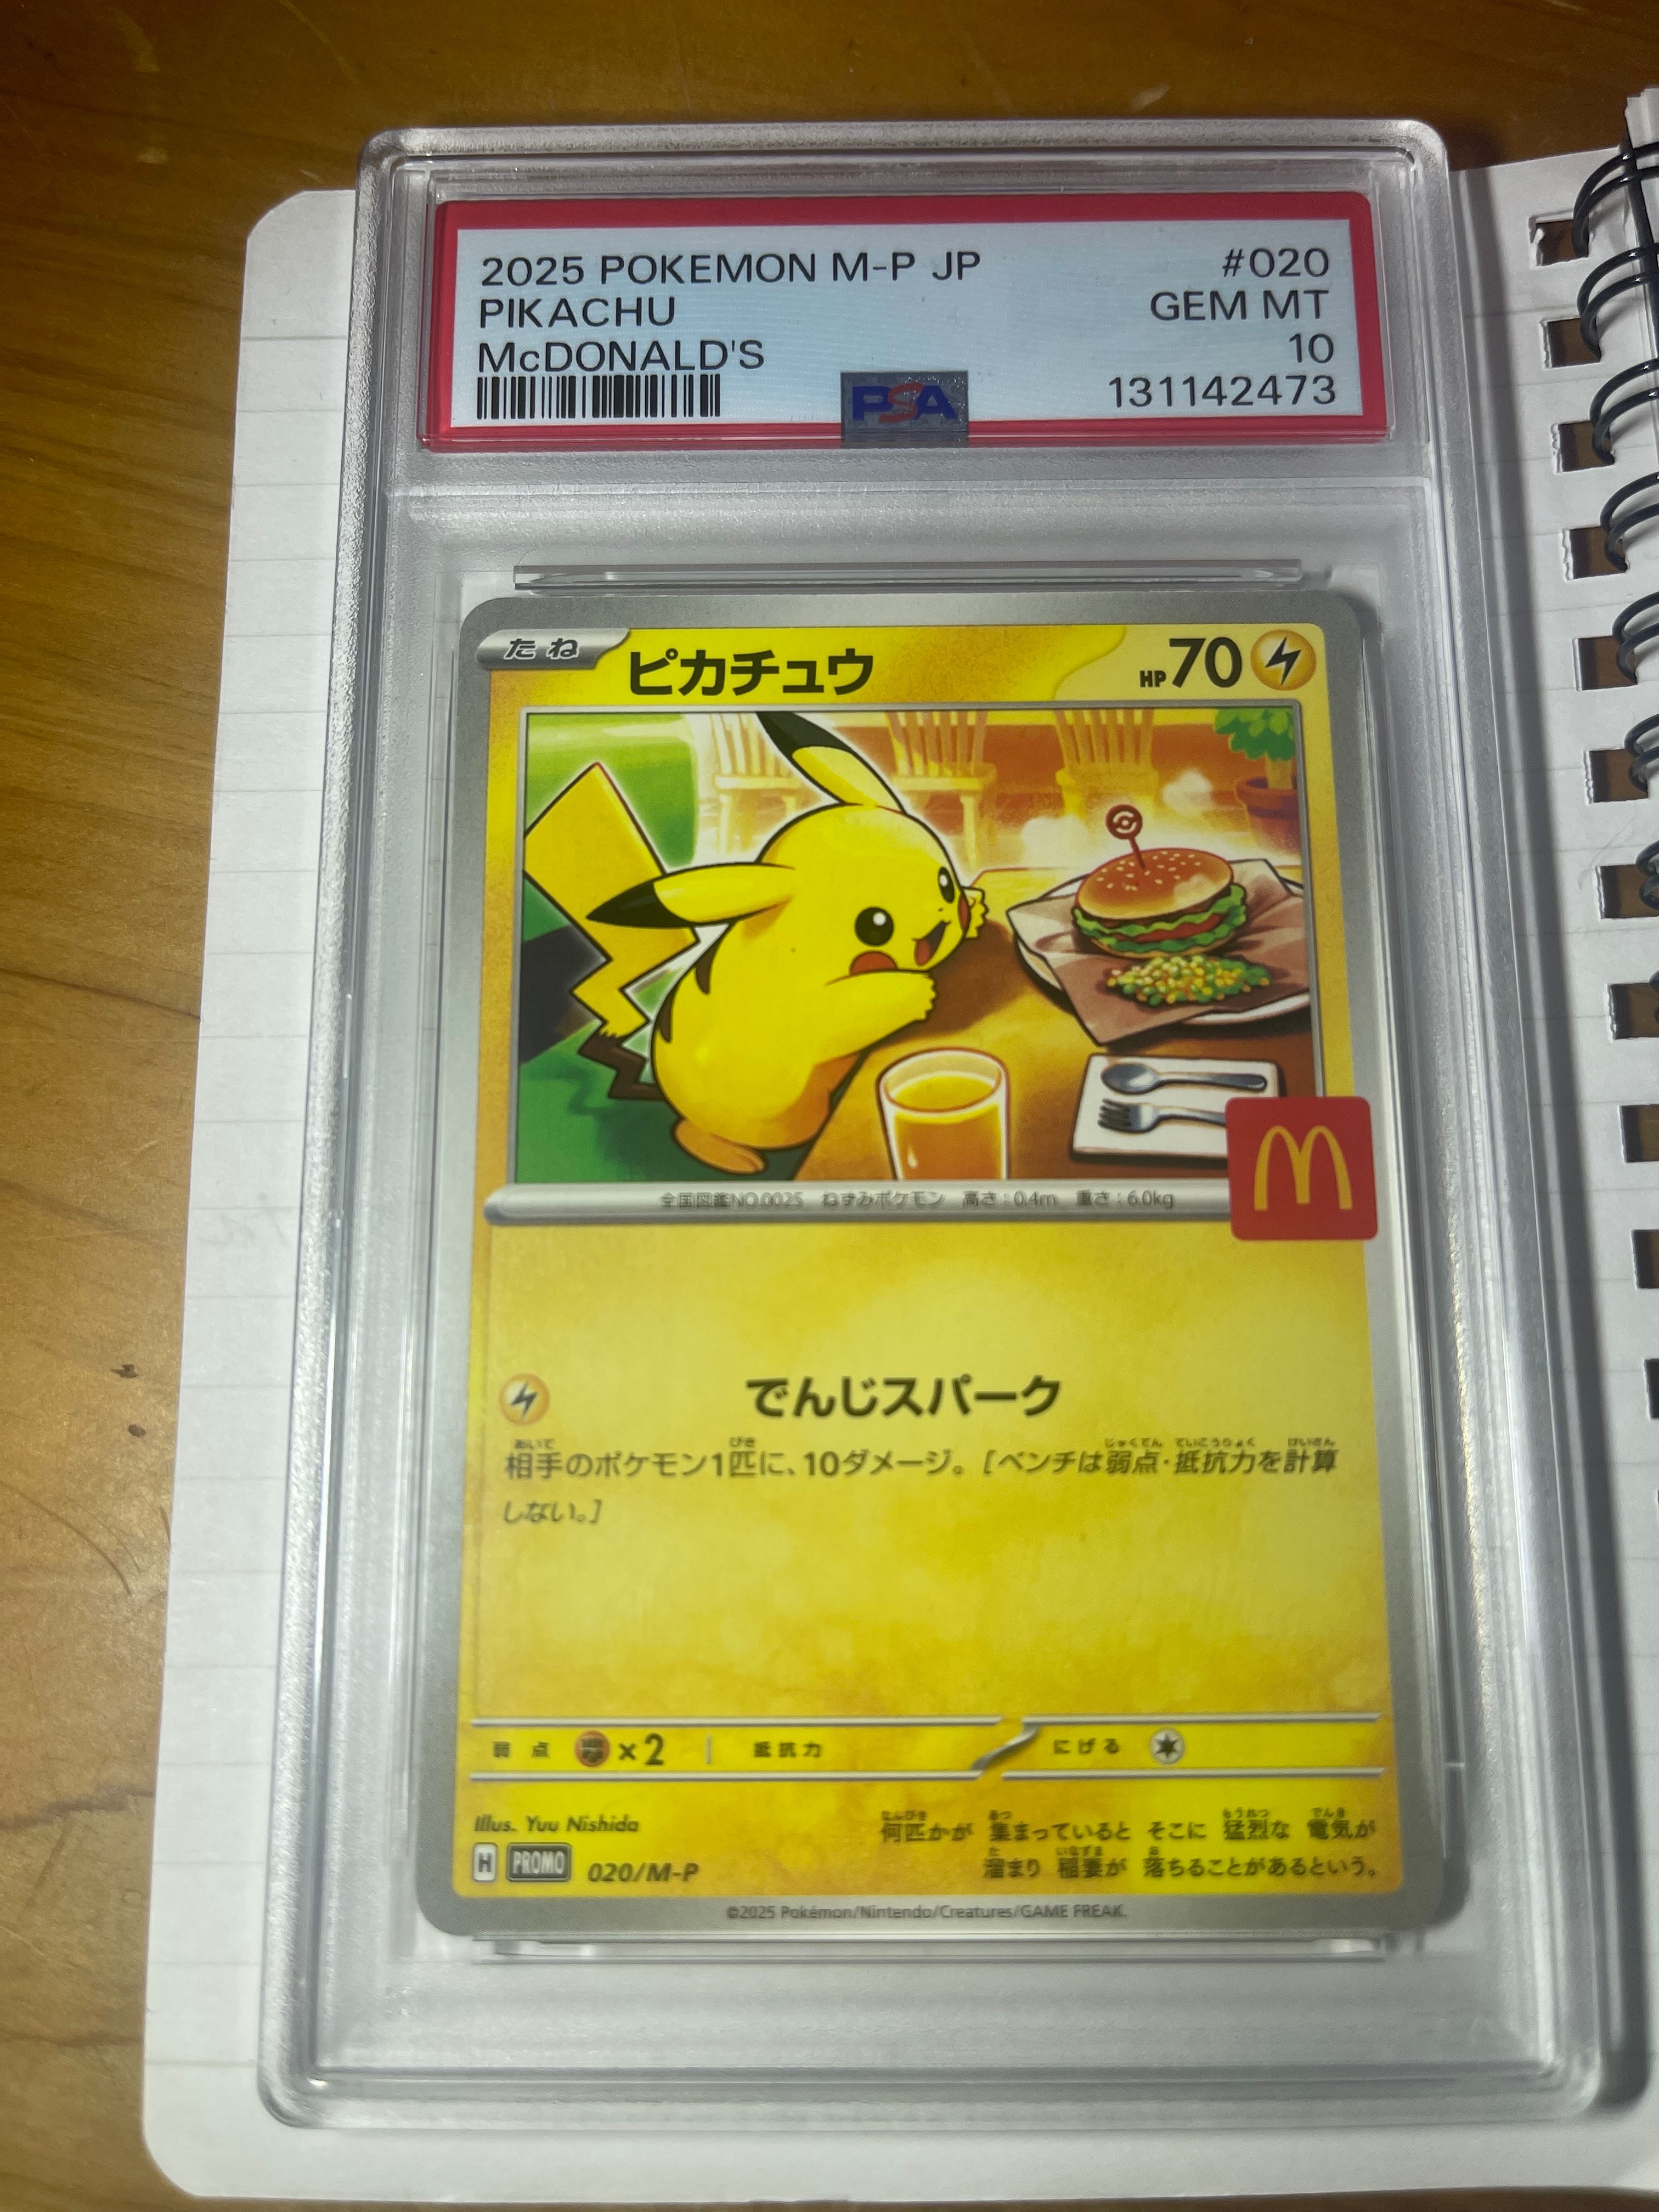 2025 POKEMON M-P JP #020
PIKACHU GEM MT
McDONALD'S 10
PSA 131142473
たね ピカチュウ HP70
全国図鑑NO.0025 ねずみポケモン 高さ:0.4m 重さ:6.0kg
M
でんじスパーク
相手のポケモン1匹に、10ダメージ。[ベンチは弱点・抵抗力を計算
しない。]
弱点 ×2 抵抗力 にげる
Illus. Yuu Nishida
H PROMO 020/M-P
何匹かが 集まっていると そこに 猛烈な 電気が
溜まり 稲妻が 落ちることがあるという。
©2025 Pokémon/Nintendo/Creatures/GAME FREAK.